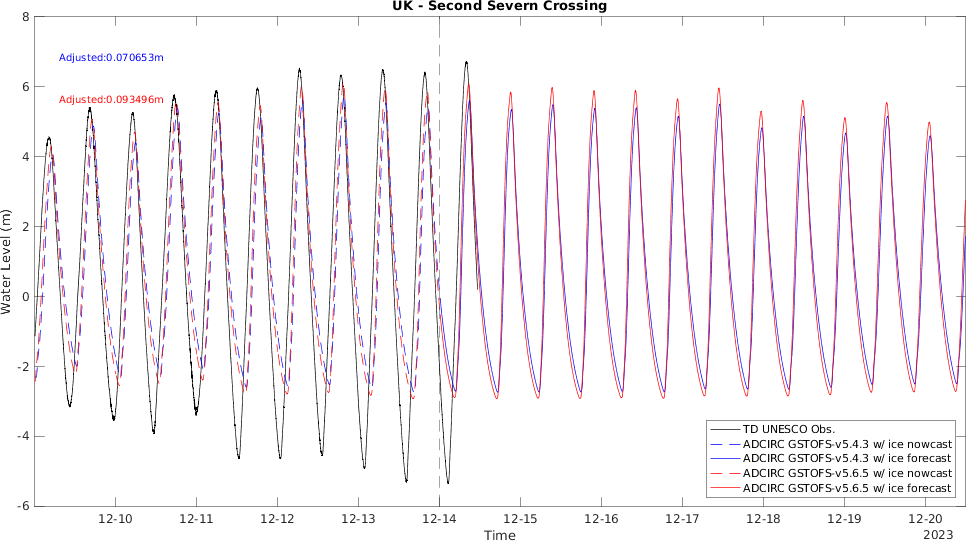 UK - Second Severn Crossing
8
6
4
2
0
-2
-4
-6
Water Level (m)
Adjusted:0.070653m
Adjusted:0.093496m
TD UNESCO Obs.
ADCIRC GSTOFS-v5.4.3 w/ ice nowcast
ADCIRC GSTOFS-v5.4.3 w/ ice forecast
ADCIRC GSTOFS-v5.6.5 w/ ice nowcast
ADCIRC GSTOFS-v5.6.5 w/ ice forecast
12-10 12-11 12-12 12-13 12-14 12-15 12-16 12-17 12-18 12-19 12-20
Time
2023